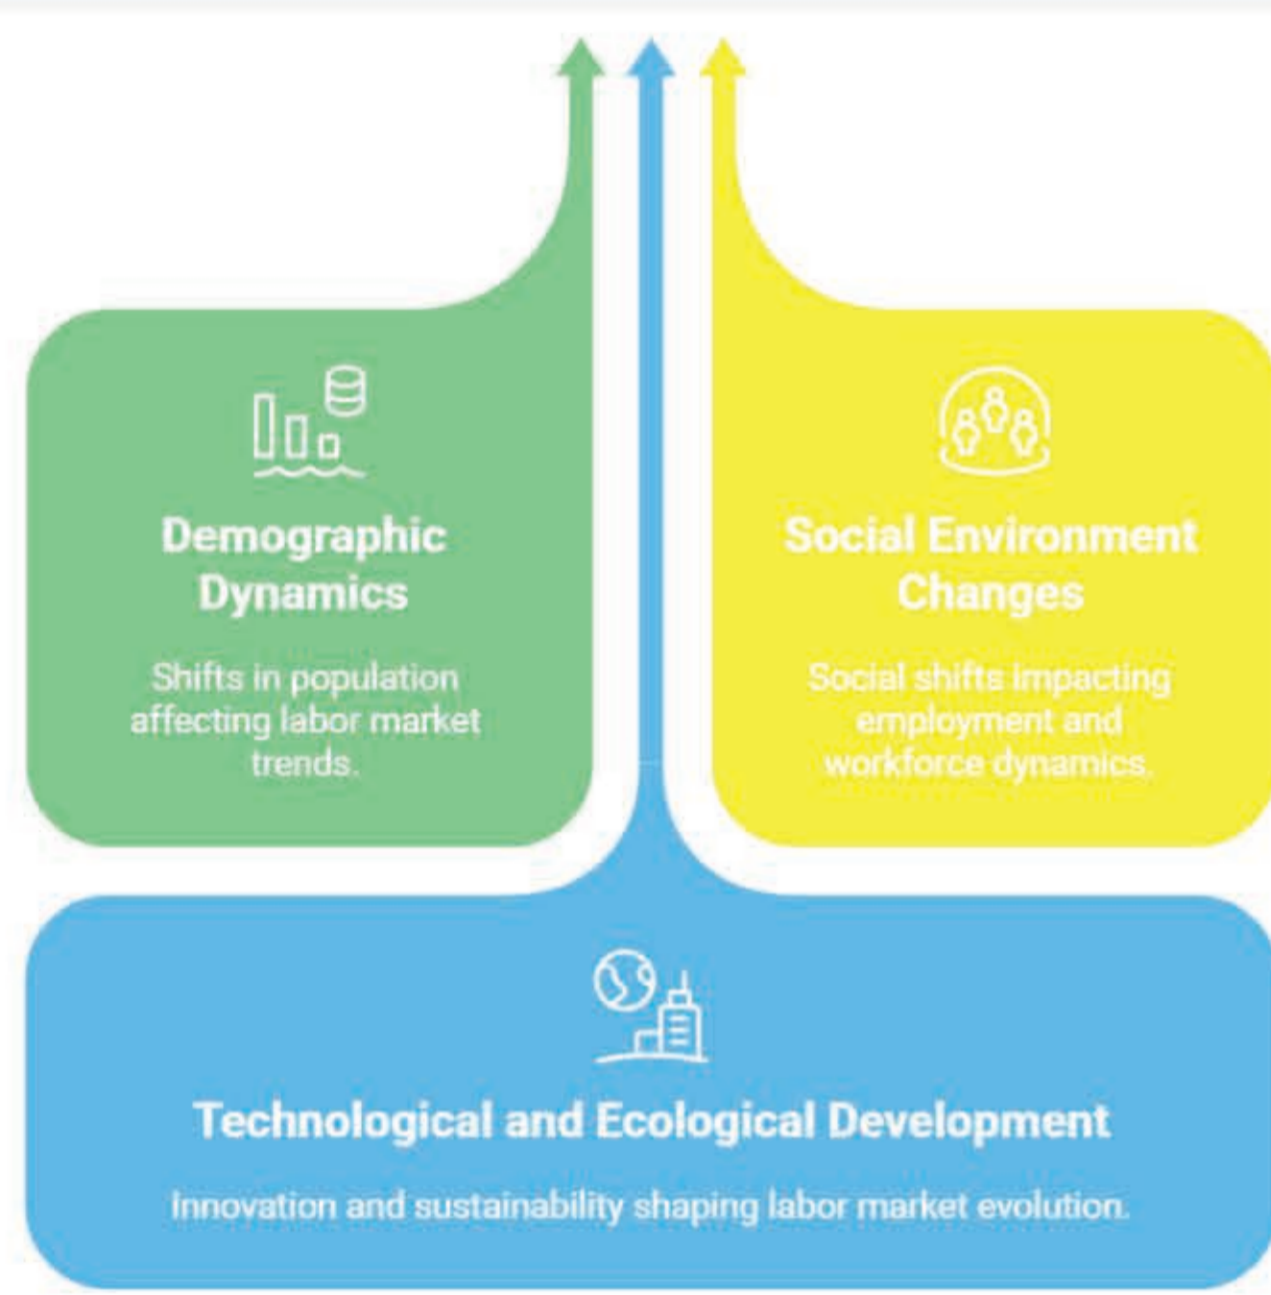 Demographic
Dynamics
Shifts in population
affecting labor market
trends.
Social Environment
Changes
Social shifts impacting
employment and
workforce dynamics.
Technological and Ecological Development
Innovation and sustainability shaping labor market evolution.